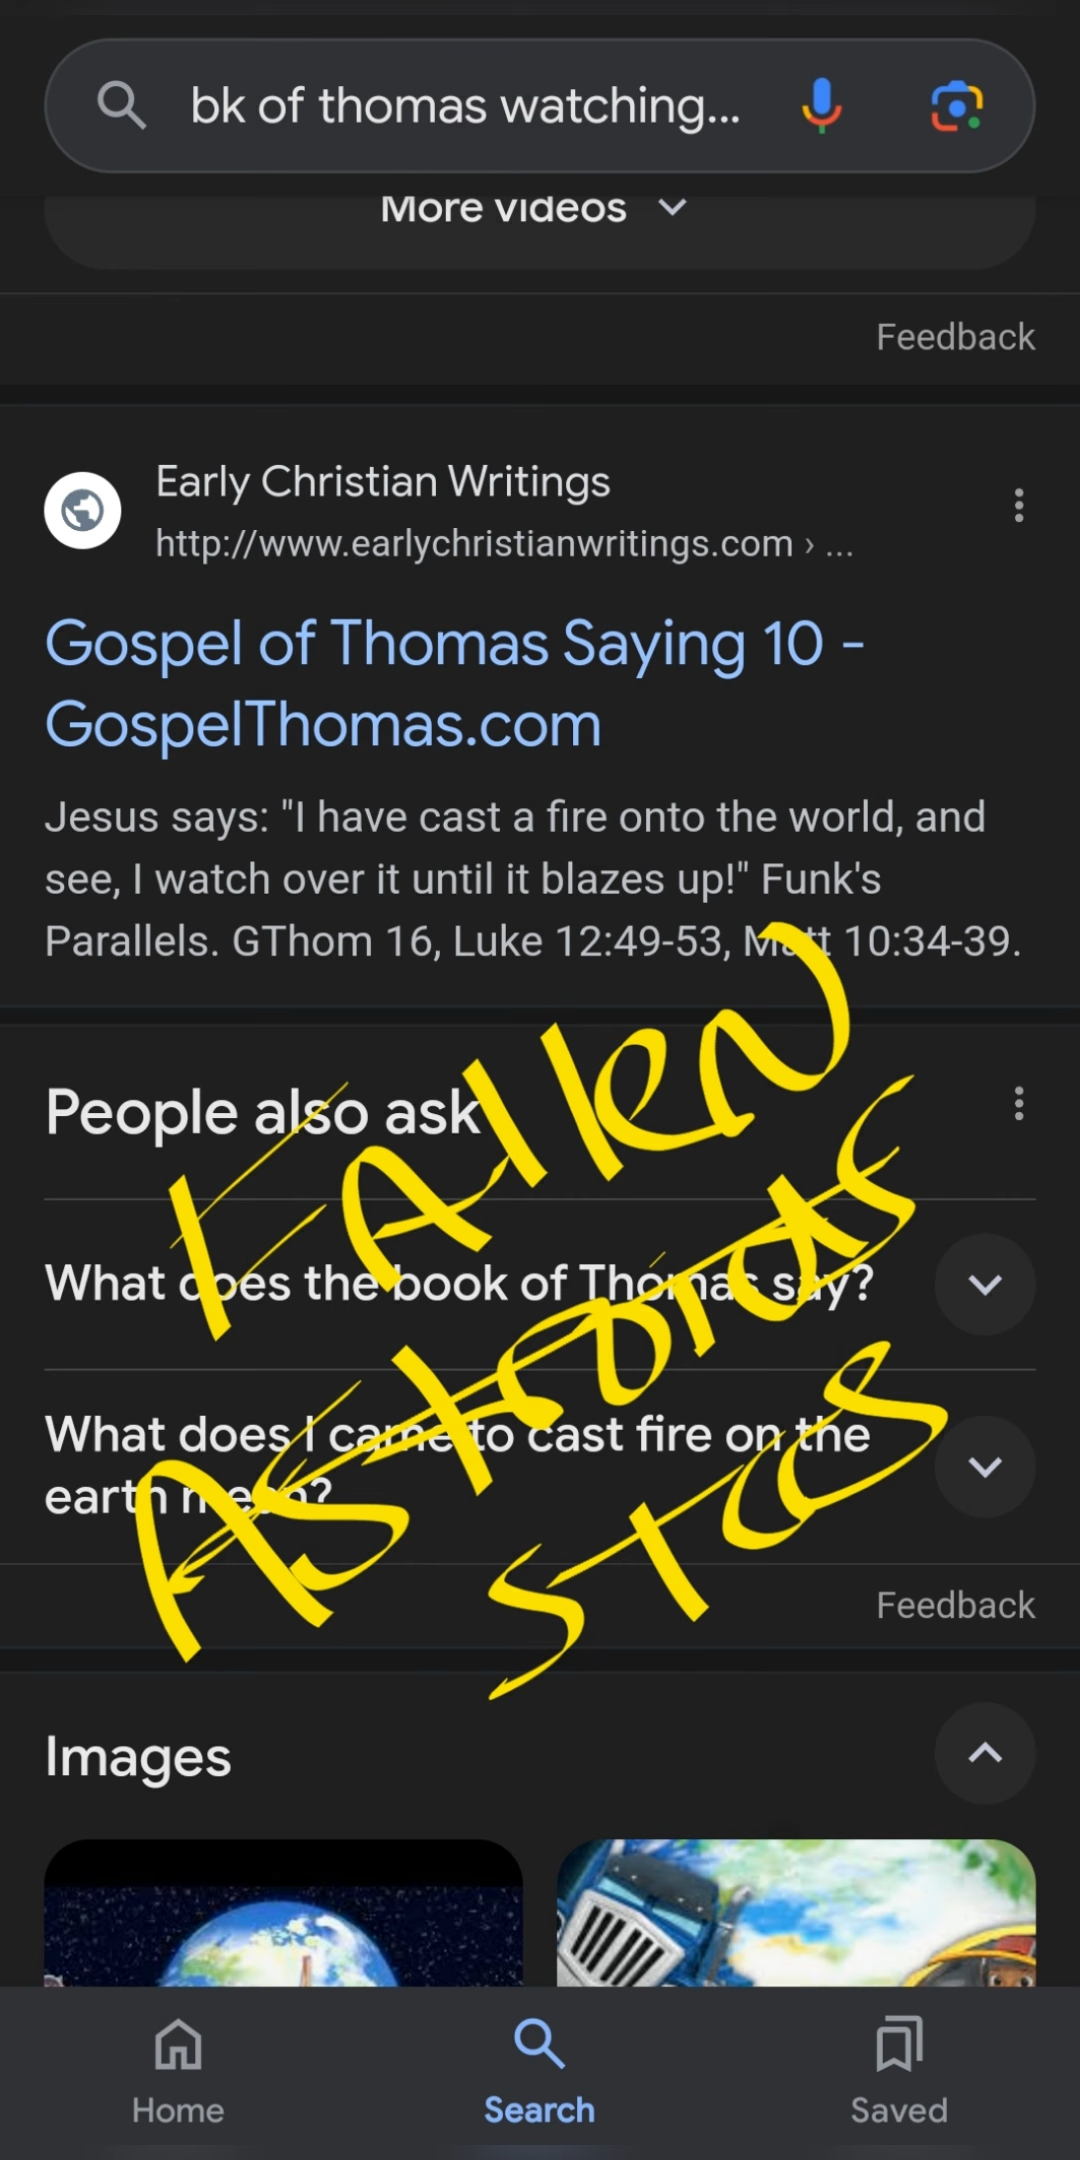 bk of thomas watching...
More videos
Feedback
Early Christian Writings
http://www.earlychristianwritings.com › ...
Gospel of Thomas Saying 10 -
GospelThomas.com
Jesus says: "I have cast a fire onto the world, and
see, I watch over it until it blazes up!" Funk's
Parallels. GThom 16, Luke 12:49-53, Matt 10:34-39.
People also ask
FAllen
What does the book of Thomas say?
What does I came to cast fire on the
earth mean?
Feedback
Images
Home
Search
Saved